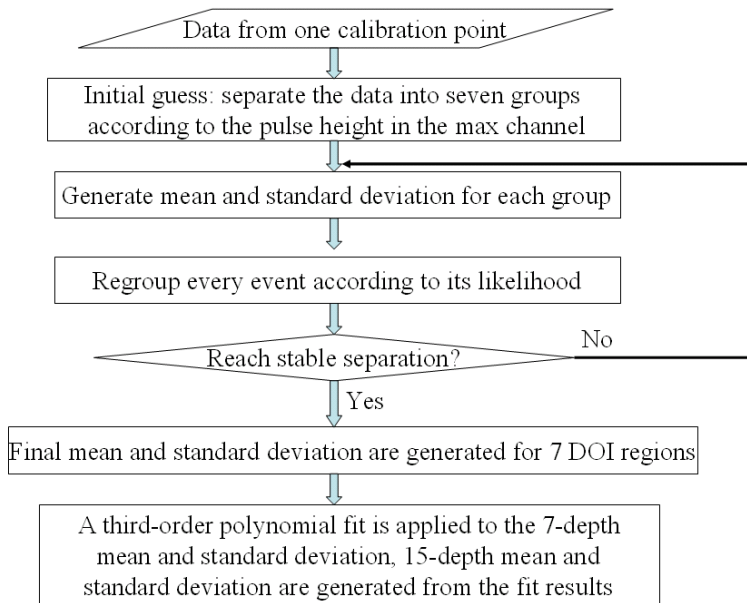 Data from one calibration point
Initial guess: separate the data into seven groups
according to the pulse height in the max channel
Generate mean and standard deviation for each group
Regroup every event according to its likelihood
Reach stable separation?
No
Yes
Final mean and standard deviation are generated for 7 DOI regions
A third-order polynomial fit is applied to the 7-depth
mean and standard deviation, 15-depth mean and
standard deviation are generated from the fit results